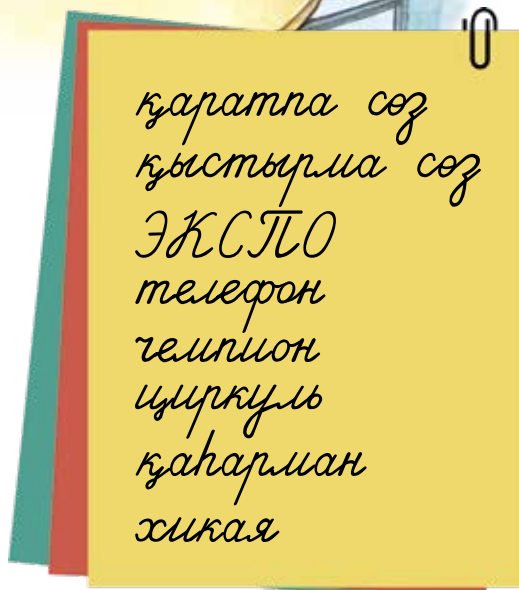 қаратпа сөз
қыстырма сөз
ЭКСПО
телефон
чемпион
циркуль
қаһарман
хикая